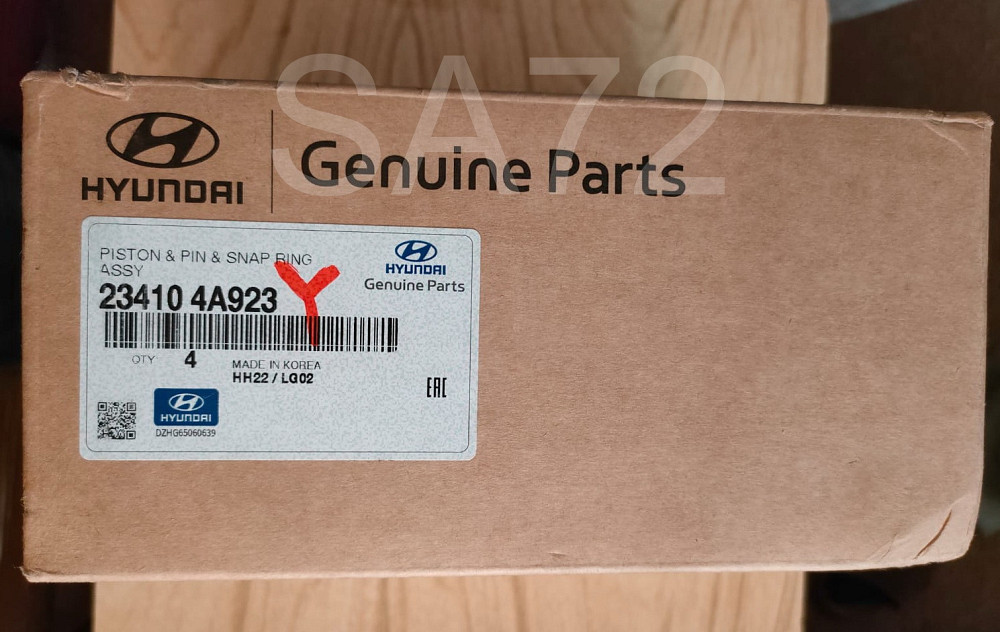 SA72
HYUNDAI
Genuine Parts
PISTON & PIN & SNAP RING
ASSY
23410 4A923
Y
HYUNDAI
Genuine Parts
QTY 4
MADE IN KOREA
HH22 / LG02
EAC
HYUNDAI
DZHG65060639